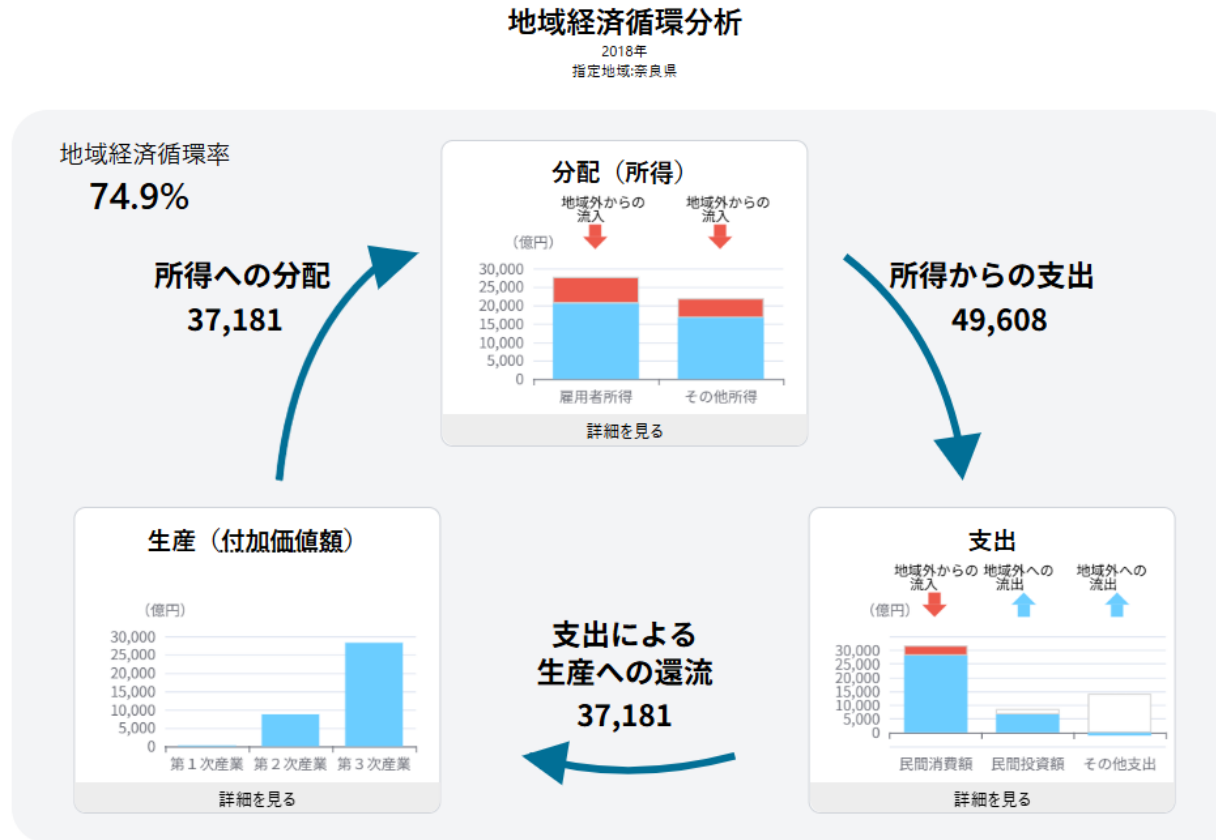 地域経済循環分析
2018年
指定地域:奈良県
地域経済循環率
74.9%
分配（所得）
地域外からの
流入
地域外からの
流入
（億円）
30,000
25,000
20,000
15,000
10,000
5,000
0
雇用者所得
その他所得
詳細を見る
所得への分配
37,181
所得からの支出
49,608
生産（付加価値額）
（億円）
30,000
25,000
20,000
15,000
10,000
5,000
0
第１次産業
第２次産業
第３次産業
詳細を見る
支出による
生産への還流
37,181
支出
地域外からの
流入
地域外への
流出
地域外への
流出
（億円）
30,000
25,000
20,000
15,000
10,000
5,000
0
民間消費額
民間投資額
その他支出
詳細を見る